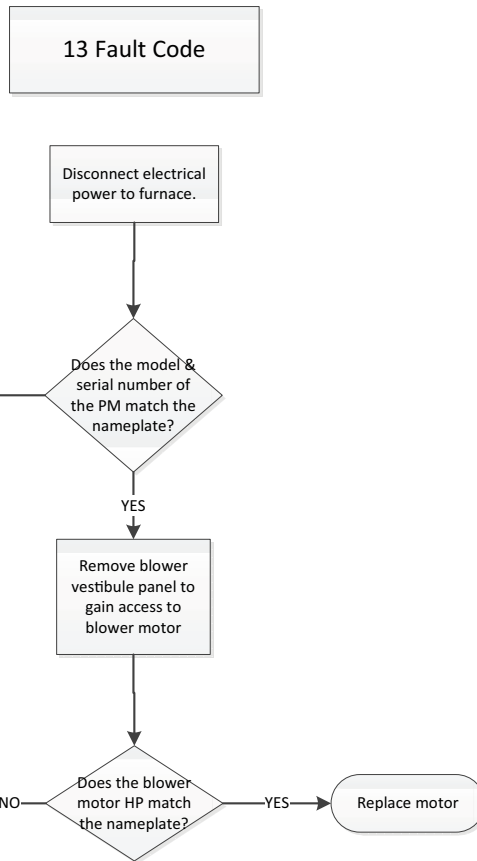 13 Fault Code
Disconnect electrical
power to furnace.
Does the model &
serial number of
the PM match the
nameplate?
YES
Remove blower
vestibule panel to
gain access to
blower motor
Does the blower
motor HP match
the nameplate?
NO
YES
Replace motor